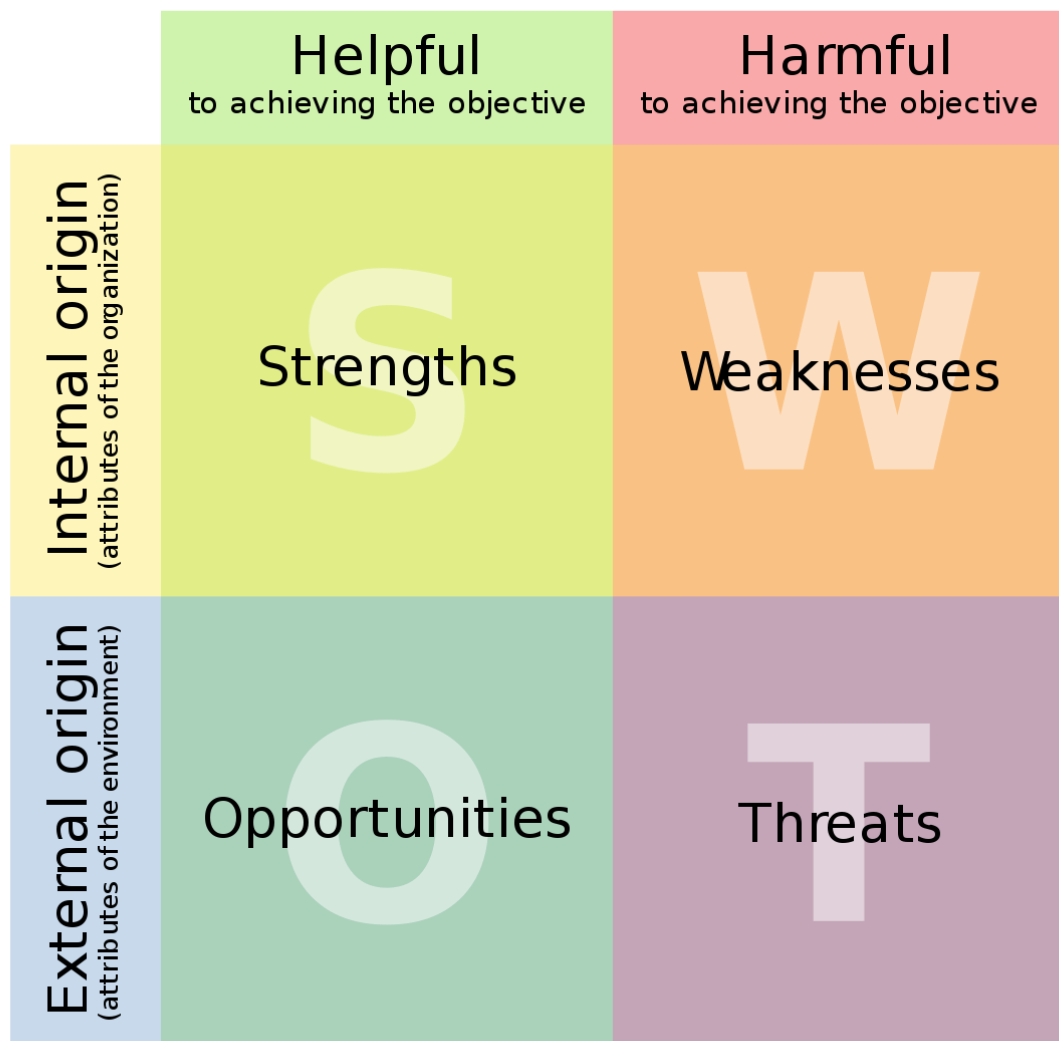 Helpful
to achieving the objective
Harmful
to achieving the objective
Internal origin
(attributes of the organization)
S
Strengths
W
Weaknesses
External origin
(attributes of the environment)
O
Opportunities
T
Threats